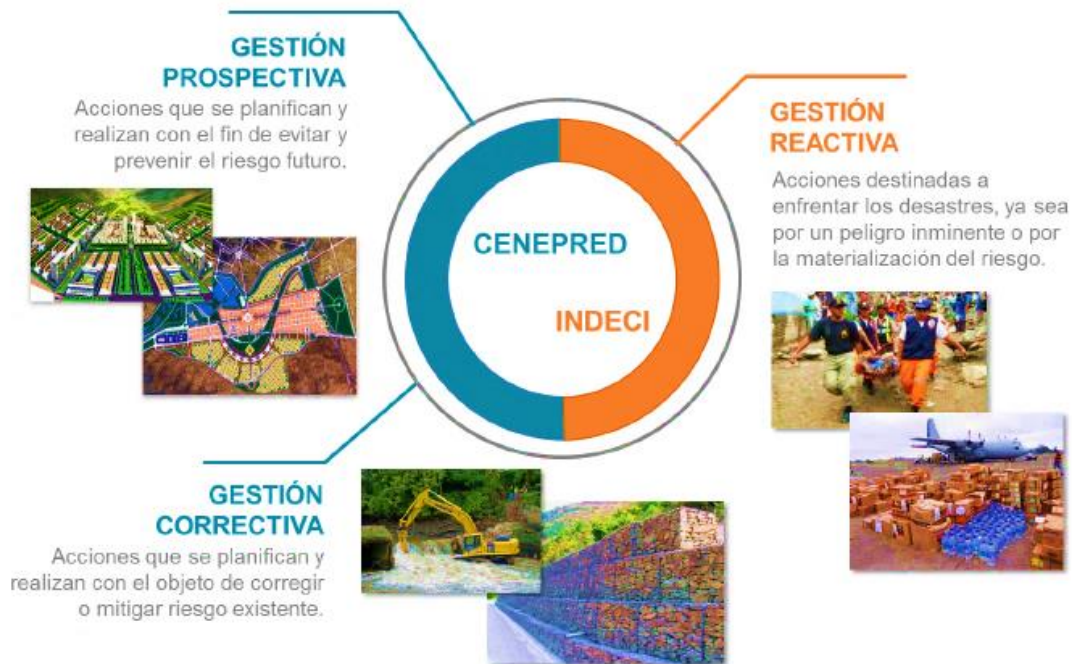 GESTIÓN
PROSPECTIVA
Acciones que se planifican y
realizan con el fin de evitar y
prevenir el riesgo futuro.
GESTIÓN
REACTIVA
Acciones destinadas a
enfrentar los desastres, ya sea
por un peligro inminente o por
la materialización del riesgo.
CENEPRED
INDECI
GESTIÓN
CORRECTIVA
Acciones que se planifican y
realizan con el objeto de corregir
o mitigar riesgo existente.